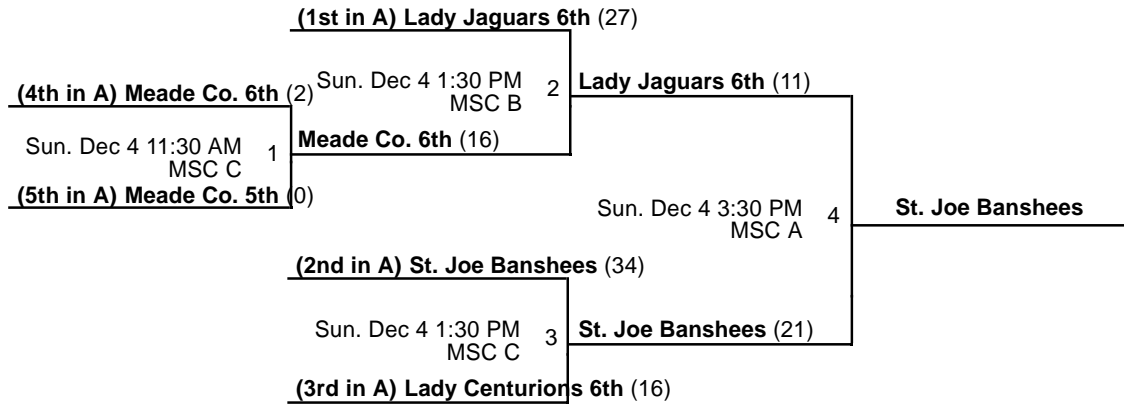 (1st in A) Lady Jaguars 6th (27)
Sun. Dec 4 1:30 PM
MSC B
2
Lady Jaguars 6th (11)
(4th in A) Meade Co. 6th (2)
Sun. Dec 4 11:30 AM
MSC C
1
Meade Co. 6th (16)
(5th in A) Meade Co. 5th (0)
Sun. Dec 4 3:30 PM
MSC A
4
St. Joe Banshees
(2nd in A) St. Joe Banshees (34)
Sun. Dec 4 1:30 PM
MSC C
3
St. Joe Banshees (21)
(3rd in A) Lady Centurions 6th (16)